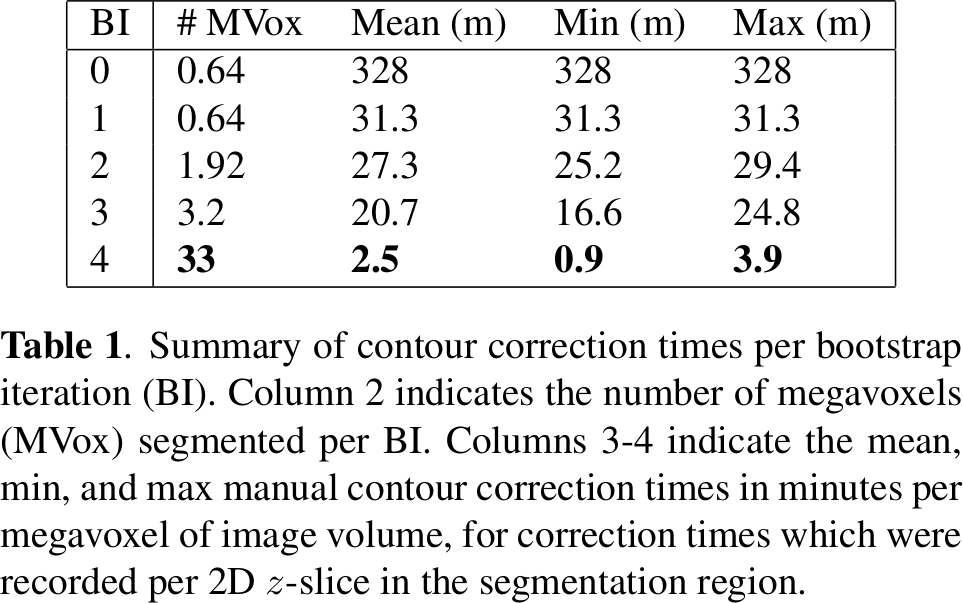 BI # MVox Mean (m) Min (m) Max (m)
0 0.64 328 328 328
1 0.64 31.3 31.3 31.3
2 1.92 27.3 25.2 29.4
3 3.2 20.7 16.6 24.8
4 33 2.5 0.9 3.9
Table 1. Summary of contour correction times per bootstrap
iteration (BI). Column 2 indicates the number of megavoxels
(MVox) segmented per BI. Columns 3-4 indicate the mean,
min, and max manual contour correction times in minutes per
megavoxel of image volume, for correction times which were
recorded per 2D z-slice in the segmentation region.